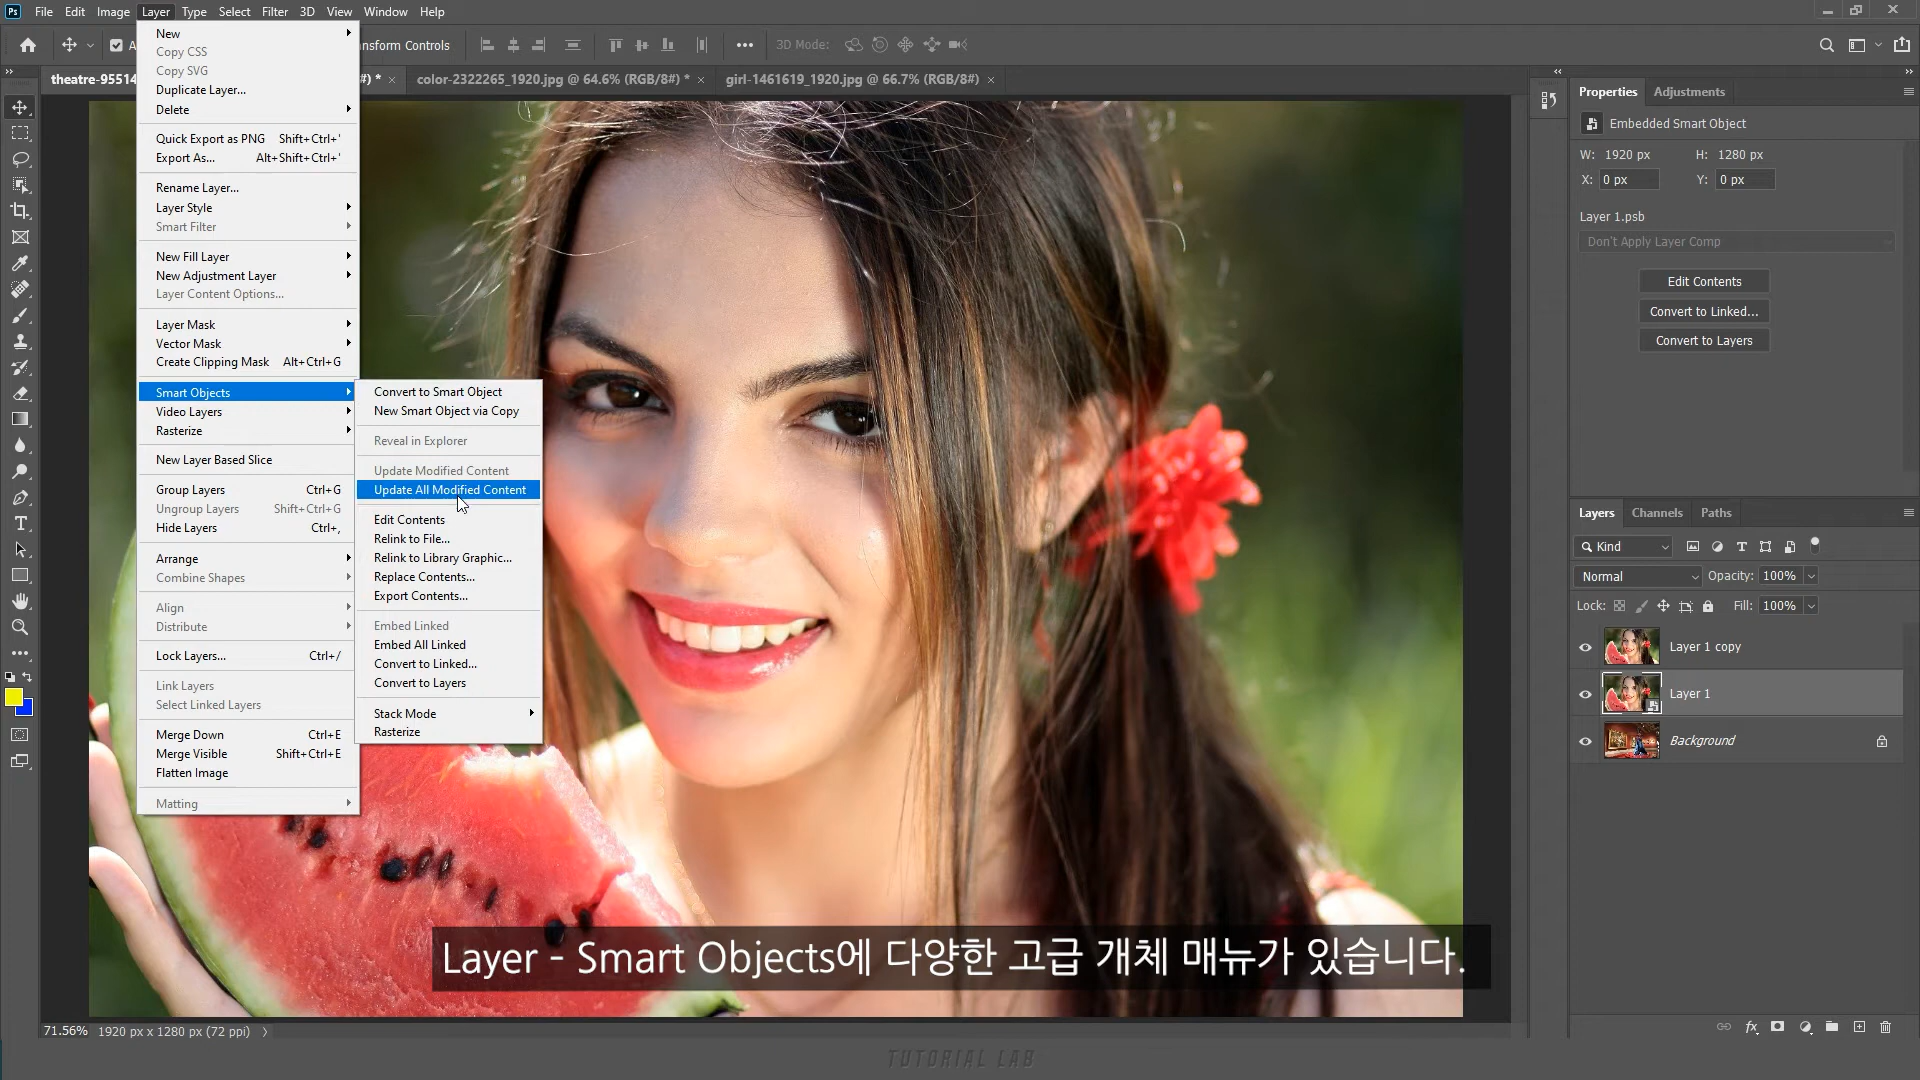 Ps File Edit Image Layer Type Select Filter 3D View Window Help
nsform Controls 3D Mode:
theatre-95514 #) * × color-2322265_1920.jpg @ 64.6% (RGB/8#) * × girl-1461619_1920.jpg @ 66.7% (RGB/8#) ×
New
Copy CSS
Copy SVG
Duplicate Layer...
Delete
Quick Export as PNG Shift+Ctrl+'
Export As... Alt+Shift+Ctrl+'
Rename Layer...
Layer Style
Smart Filter
New Fill Layer
New Adjustment Layer
Layer Content Options...
Layer Mask
Vector Mask
Create Clipping Mask Alt+Ctrl+G
Smart Objects
Video Layers
Rasterize
New Layer Based Slice
Group Layers Ctrl+G
Ungroup Layers Shift+Ctrl+G
Hide Layers Ctrl+,
Arrange
Combine Shapes
Align
Distribute
Lock Layers... Ctrl+/
Link Layers
Select Linked Layers
Merge Down Ctrl+E
Merge Visible Shift+Ctrl+E
Flatten Image
Matting
Convert to Smart Object
New Smart Object via Copy
Reveal in Explorer
Update Modified Content
Update All Modified Content
Edit Contents
Relink to File...
Relink to Library Graphic...
Replace Contents...
Export Contents...
Embed Linked
Embed All Linked
Convert to Linked...
Convert to Layers
Stack Mode
Rasterize
Properties Adjustments
Embedded Smart Object
W: 1920 px H: 1280 px
X: 0 px Y: 0 px
Layer 1.psb
Don't Apply Layer Comp
Edit Contents
Convert to Linked...
Convert to Layers
Layers Channels Paths
Kind
Normal Opacity: 100%
Lock: Fill: 100%
Layer 1 copy
Layer 1
Background
Layer - Smart Objects에 다양한 고급 개체 매뉴가 있습니다.
71.56% 1920 px x 1280 px (72 ppi)
TUTORIAL LAB